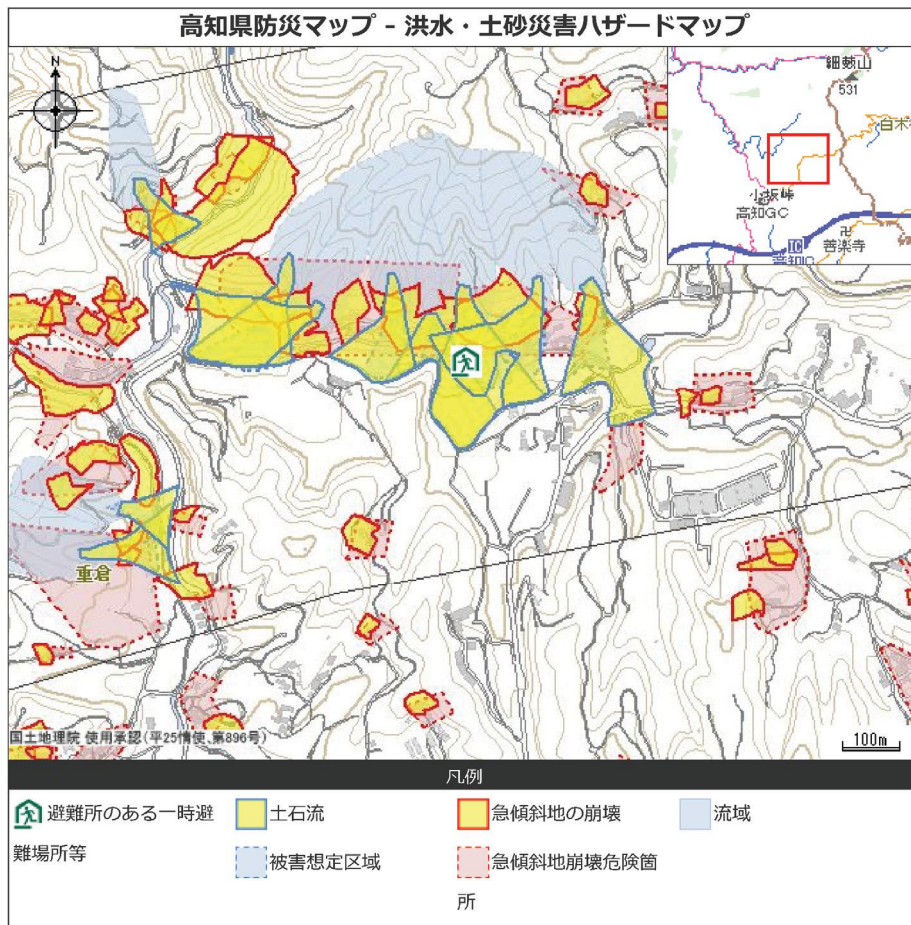 高知県防災マップ - 洪水・土砂災害ハザードマップ
N
細薮山
531
白木
小坂峠
高知GC
IC
卍
善楽寺
重倉
国土地理院 使用承認(平25情使、第896号)
100m
凡例
避難所のある一時避
難場所等
土石流
急傾斜地の崩壊
流域
被害想定区域
急傾斜地崩壊危険箇
所